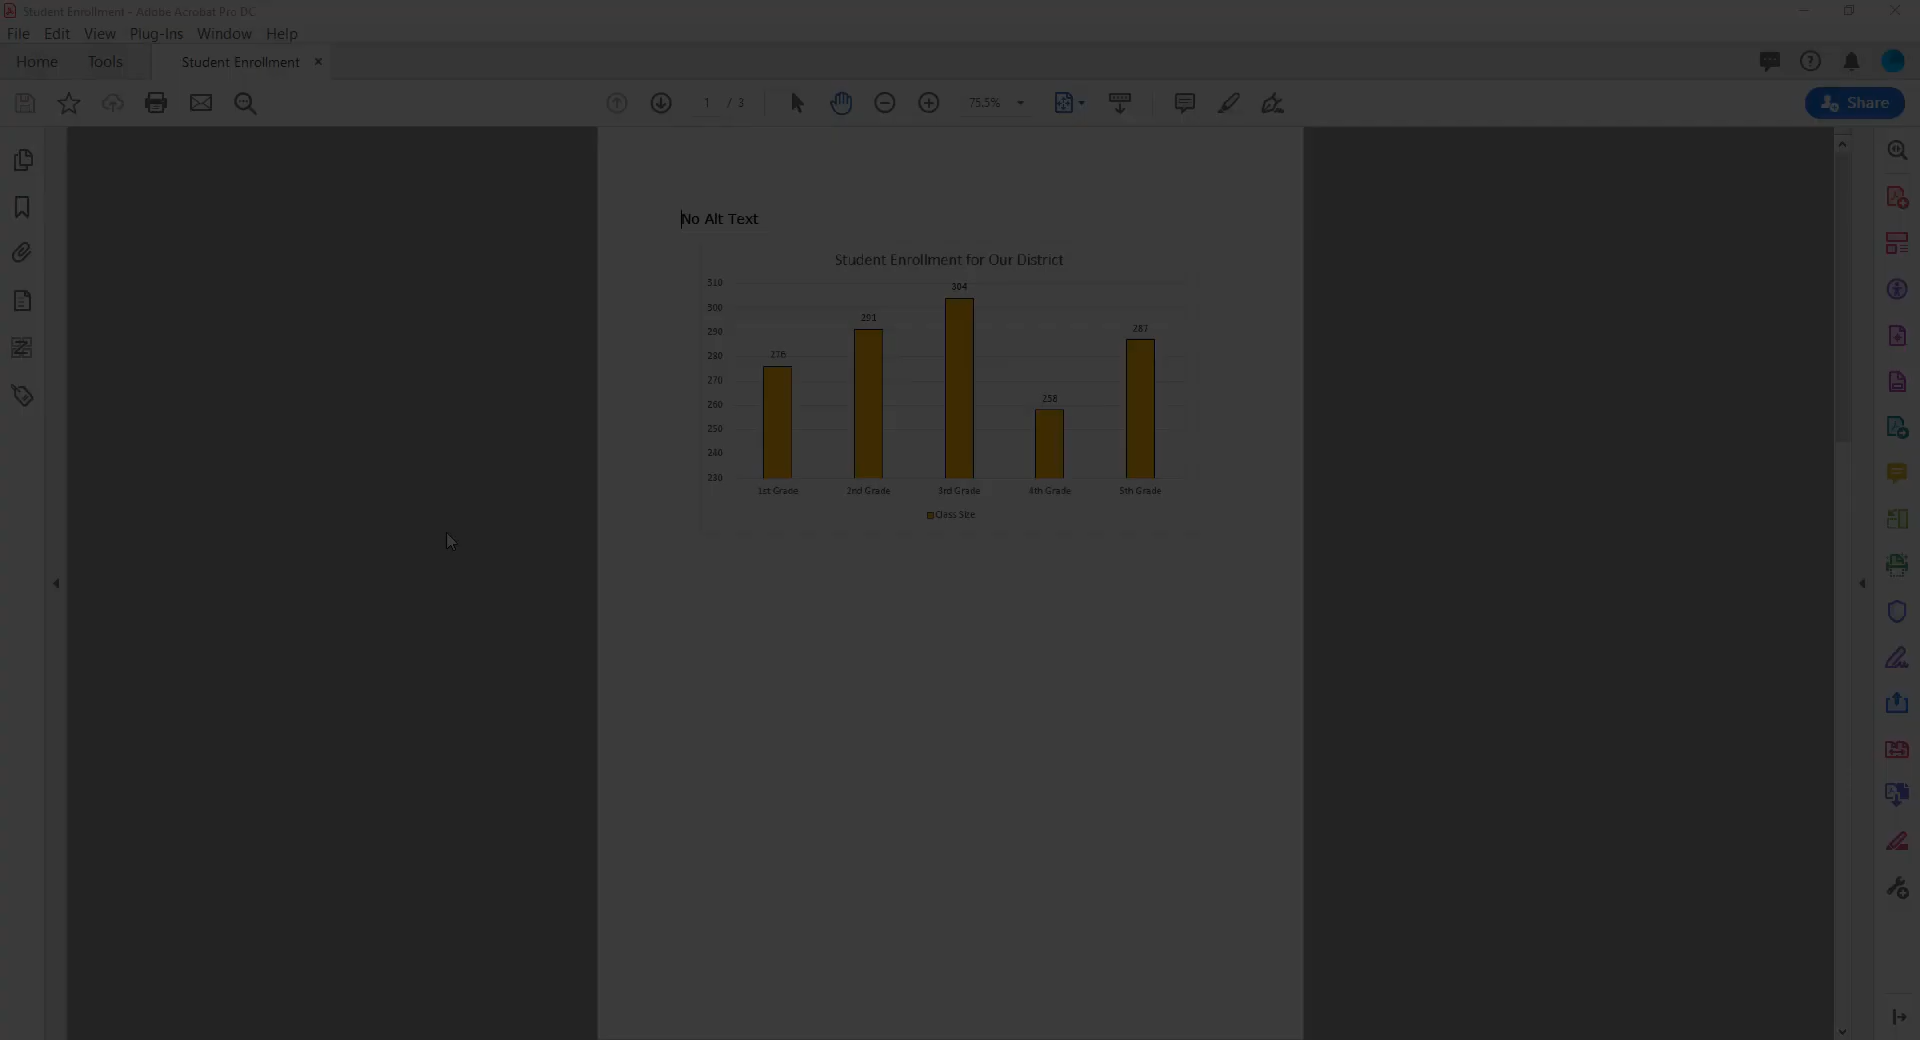 Student Enrollment - Adobe Acrobat Pro DC
File Edit View Plug-Ins Window Help
Home Tools Student Enrollment
1 / 3 75.5% Share
No Alt Text
Student Enrollment for Our District
310
300
290
280
270
260
250
240
230
276
291
304
258
287
1st Grade 2nd Grade 3rd Grade 4th Grade 5th Grade
Class Size